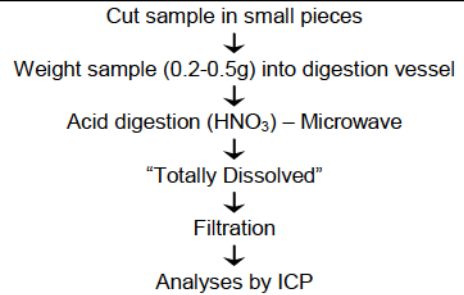 Cut sample in small pieces
↓
Weight sample (0.2-0.5g) into digestion vessel
↓
Acid digestion (HNO₃) – Microwave
↓
“Totally Dissolved”
↓
Filtration
↓
Analyses by ICP